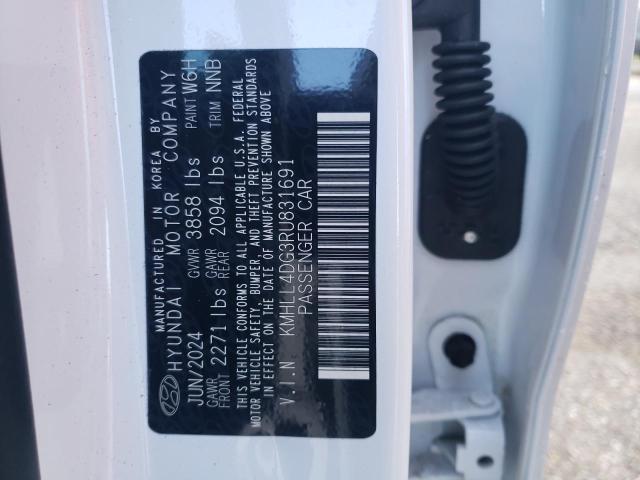 MANUFACTURED IN KOREA BY
HYUNDAI MOTOR COMPANY
JUN/2024 GVWR 3858 lbs PAINT W6H
GAWR FRONT 2271 lbs GAWR REAR 2094 lbs TRIM NNB
THIS VEHICLE CONFORMS TO ALL APPLICABLE U.S.A. FEDERAL
MOTOR VEHICLE SAFETY, BUMPER, AND THEFT PREVENTION STANDARDS
IN EFFECT ON THE DATE OF MANUFACTURE SHOWN ABOVE
V.I.N KMHLL4DG3RU831691
PASSENGER CAR